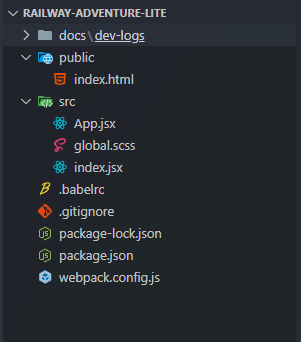 RAILWAY-ADVENTURE-LITE
docs\dev-logs
public
index.html
src
App.jsx
global.scss
index.jsx
.babelrc
.gitignore
package-lock.json
package.json
webpack.config.js